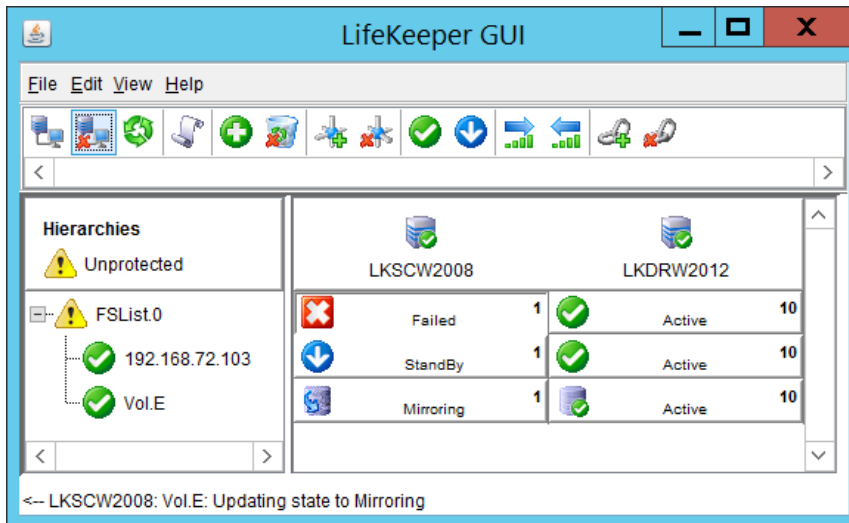 LifeKeeper GUI
File Edit View Help
Hierarchies
Unprotected
LKSCW2008 LKDRW2012
FSList.0 Failed 1 Active 10
192.168.72.103 StandBy 1 Active 10
Vol.E Mirroring 1 Active 10
<-- LKSCW2008: Vol.E: Updating state to Mirroring